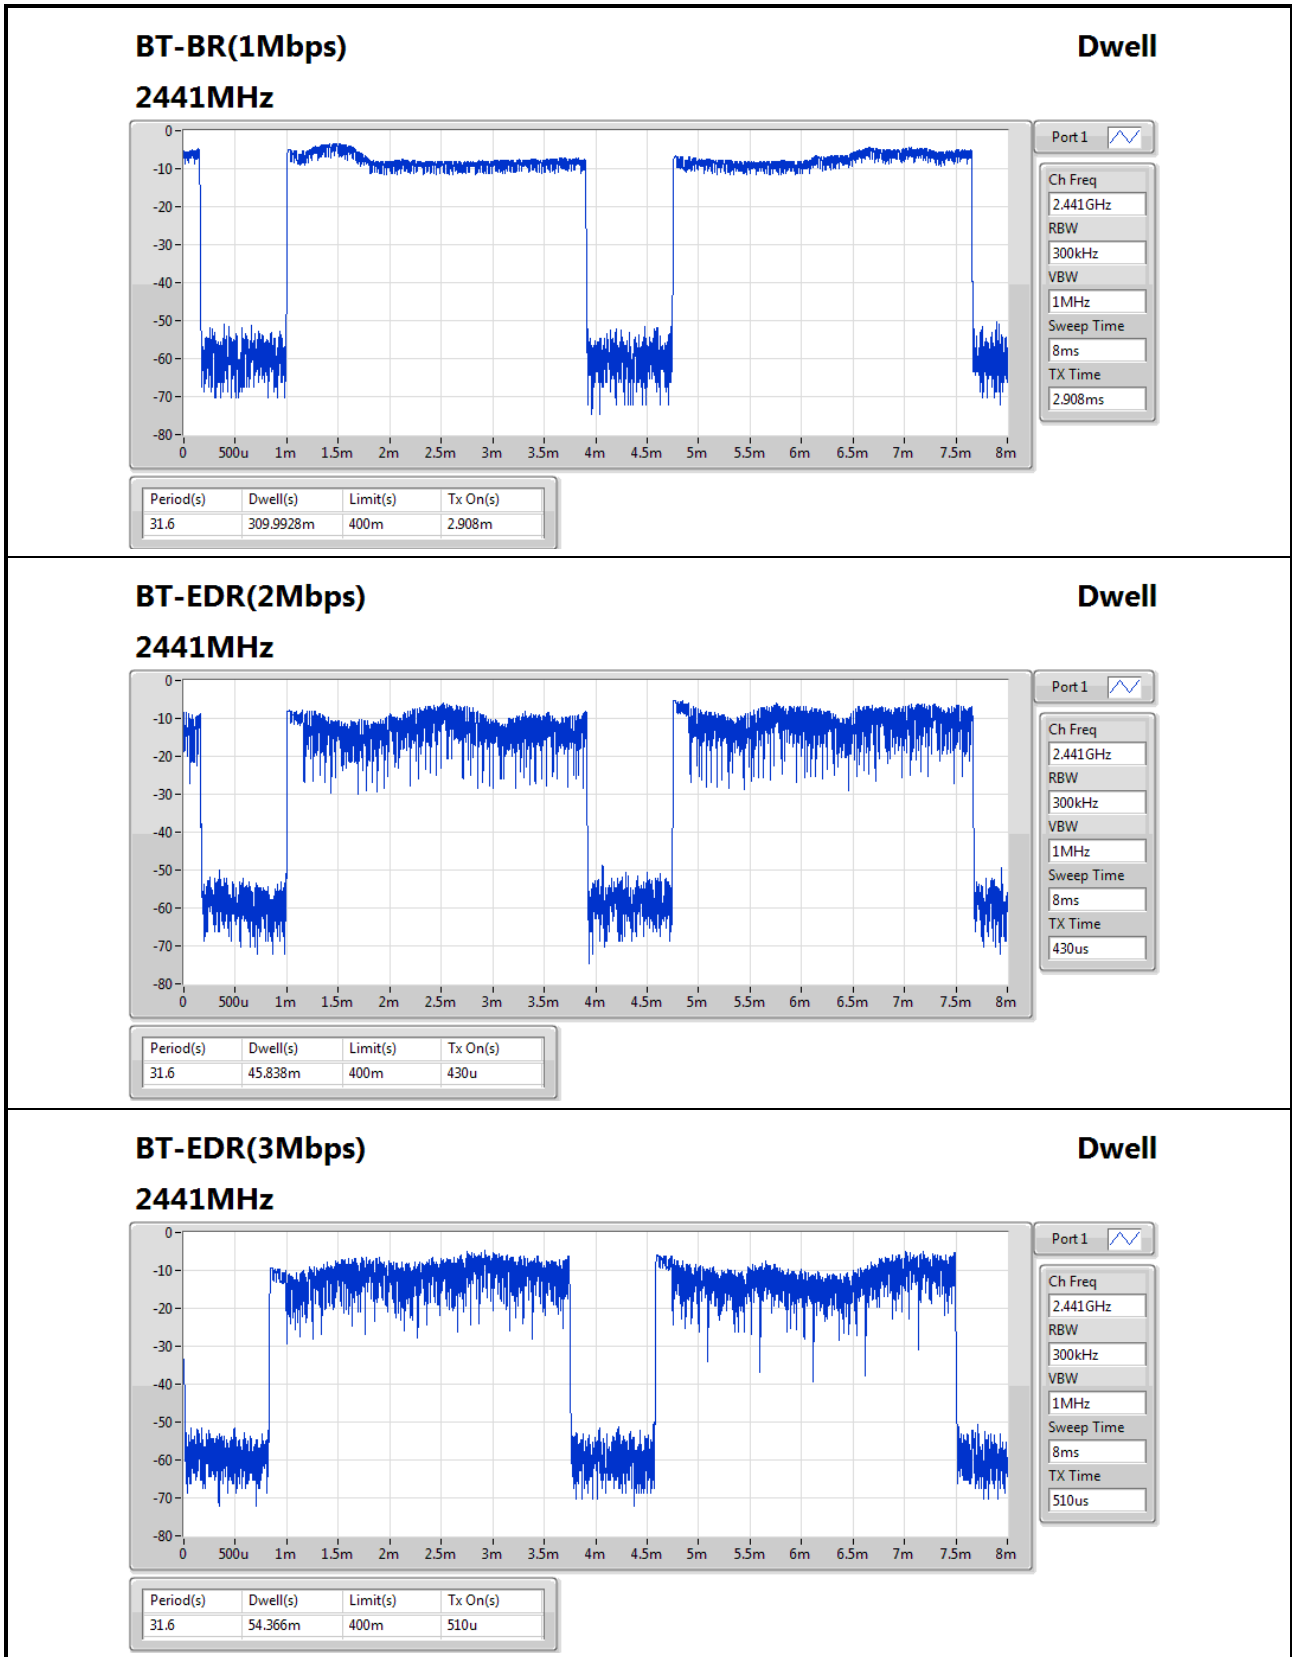 BT-BR(1Mbps) Dwell
2441MHz
Port 1
0
-10
-20
-30
-40
-50
-60
-70
-80
0 500u 1m 1.5m 2m 2.5m 3m 3.5m 4m 4.5m 5m 5.5m 6m 6.5m 7m 7.5m 8m
Ch Freq
2.441GHz
RBW
300kHz
VBW
1MHz
Sweep Time
8ms
TX Time
2.908ms
Period(s) Dwell(s) Limit(s) Tx On(s)
31.6 309.9928m 400m 2.908m
BT-EDR(2Mbps) Dwell
2441MHz
Port 1
0
-10
-20
-30
-40
-50
-60
-70
-80
0 500u 1m 1.5m 2m 2.5m 3m 3.5m 4m 4.5m 5m 5.5m 6m 6.5m 7m 7.5m 8m
Ch Freq
2.441GHz
RBW
300kHz
VBW
1MHz
Sweep Time
8ms
TX Time
430us
Period(s) Dwell(s) Limit(s) Tx On(s)
31.6 45.838m 400m 430u
BT-EDR(3Mbps) Dwell
2441MHz
Port 1
0
-10
-20
-30
-40
-50
-60
-70
-80
0 500u 1m 1.5m 2m 2.5m 3m 3.5m 4m 4.5m 5m 5.5m 6m 6.5m 7m 7.5m 8m
Ch Freq
2.441GHz
RBW
300kHz
VBW
1MHz
Sweep Time
8ms
TX Time
510us
Period(s) Dwell(s) Limit(s) Tx On(s)
31.6 54.366m 400m 510u